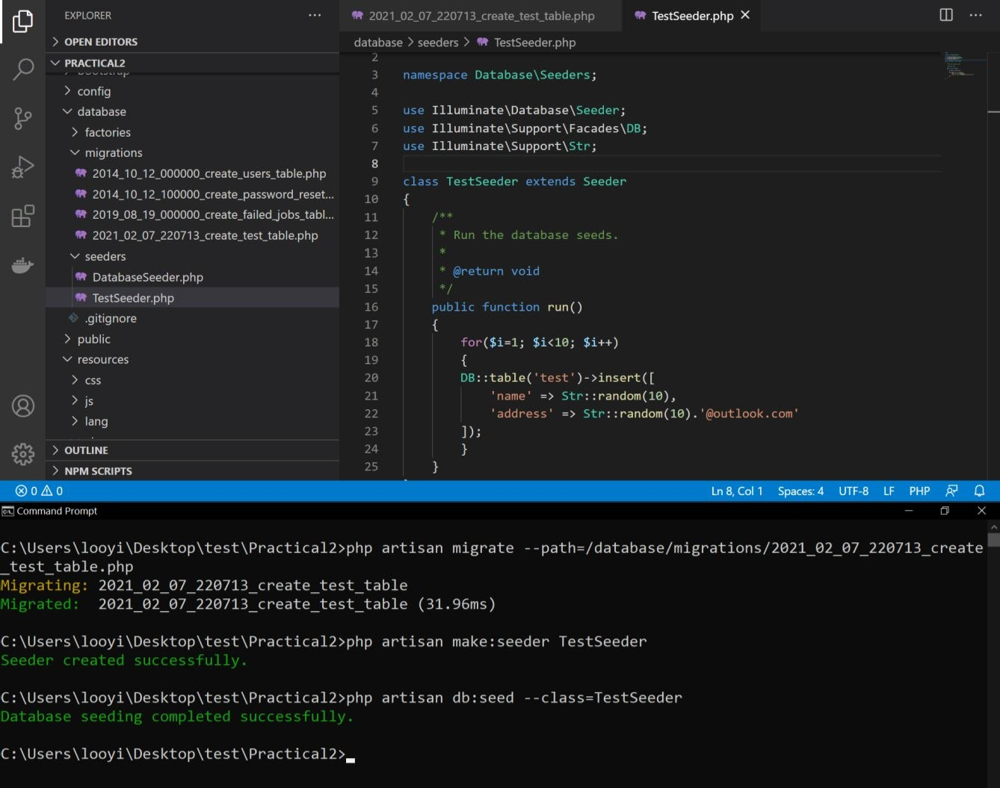 EXPLORER
OPEN EDITORS
PRACTICAL2
bootstrap
config
database
factories
migrations
2014_10_12_000000_create_users_table.php
2014_10_12_100000_create_password_reset...
2019_08_19_000000_create_failed_jobs_tabl...
2021_02_07_220713_create_test_table.php
seeders
DatabaseSeeder.php
TestSeeder.php
.gitignore
public
resources
css
js
lang
OUTLINE
NPM SCRIPTS
2021_02_07_220713_create_test_table.php
TestSeeder.php
database > seeders > TestSeeder.php
2
3 namespace Database\Seeders;
4
5 use Illuminate\Database\Seeder;
6 use Illuminate\Support\Facades\DB;
7 use Illuminate\Support\Str;
8
9 class TestSeeder extends Seeder
10 {
11 /**
12 * Run the database seeds.
13 *
14 * @return void
15 */
16 public function run()
17 {
18 for($i=1; $i<10; $i++)
19 {
20 DB::table('test')->insert([
21 'name' => Str::random(10),
22 'address' => Str::random(10).'@outlook.com'
23 ]);
24 }
25 }
0 0
Ln 8, Col 1 Spaces: 4 UTF-8 LF PHP
Command Prompt
C:\Users\looyi\Desktop\test\Practical2>php artisan migrate --path=/database/migrations/2021_02_07_220713_create
_test_table.php
Migrating: 2021_02_07_220713_create_test_table
Migrated: 2021_02_07_220713_create_test_table (31.96ms)
C:\Users\looyi\Desktop\test\Practical2>php artisan make:seeder TestSeeder
Seeder created successfully.
C:\Users\looyi\Desktop\test\Practical2>php artisan db:seed --class=TestSeeder
Database seeding completed successfully.
C:\Users\looyi\Desktop\test\Practical2>